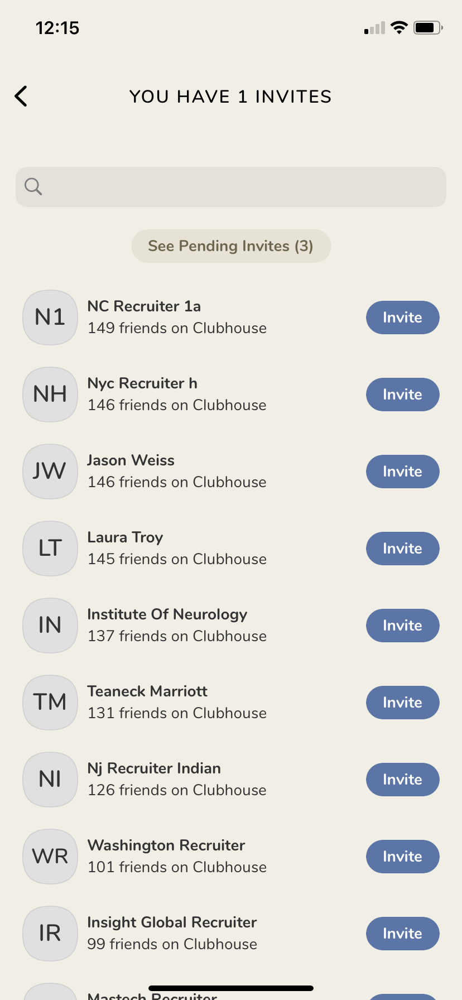 12:15
YOU HAVE 1 INVITES
See Pending Invites (3)
N1
NC Recruiter 1a
149 friends on Clubhouse
Invite
NH
Nyc Recruiter h
146 friends on Clubhouse
Invite
JW
Jason Weiss
146 friends on Clubhouse
Invite
LT
Laura Troy
145 friends on Clubhouse
Invite
IN
Institute Of Neurology
137 friends on Clubhouse
Invite
TM
Teaneck Marriott
131 friends on Clubhouse
Invite
NI
Nj Recruiter Indian
126 friends on Clubhouse
Invite
WR
Washington Recruiter
101 friends on Clubhouse
Invite
IR
Insight Global Recruiter
99 friends on Clubhouse
Invite
Mastech Recruiter